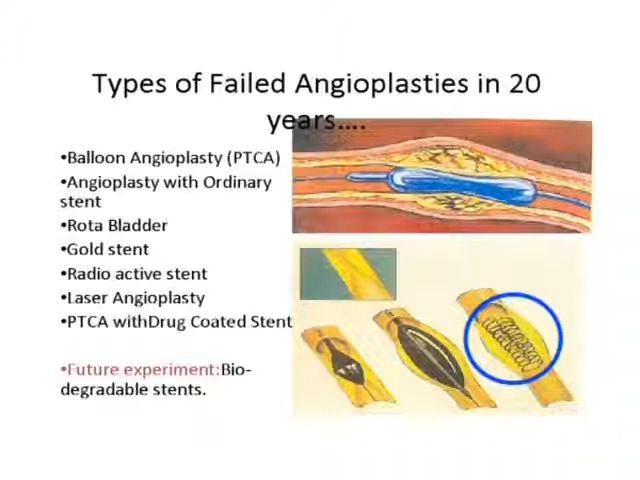 Types of Failed Angioplasties in 20
years....
•Balloon Angioplasty (PTCA)
•Angioplasty with Ordinary
stent
•Rota Bladder
•Gold stent
•Radio active stent
•Laser Angioplasty
•PTCA withDrug Coated Stent
•Future experiment:Bio-
degradable stents.